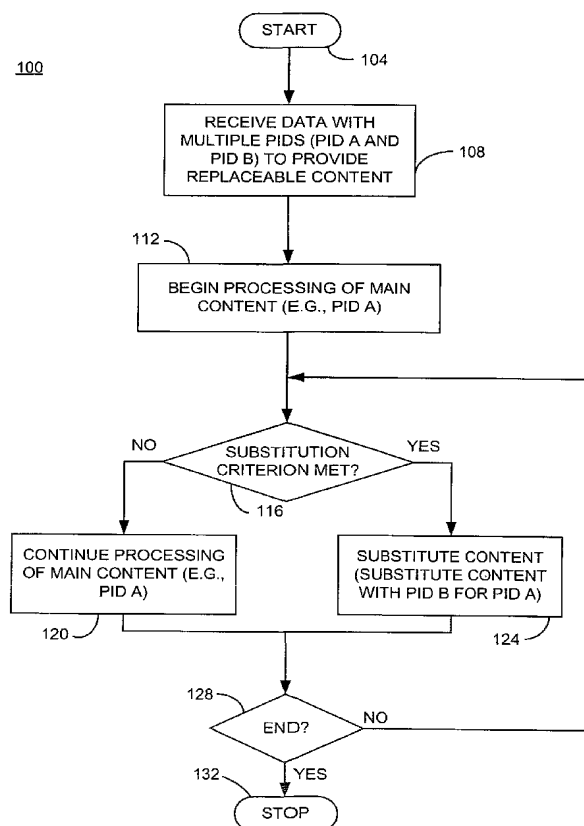 START
100
104
RECEIVE DATA WITH
MULTIPLE PIDS (PID A AND
PID B) TO PROVIDE
REPLACEABLE CONTENT
108
112
BEGIN PROCESSING OF MAIN
CONTENT (E.G., PID A)
NO
YES
SUBSTITUTION
CRITERION MET?
116
CONTINUE PROCESSING
OF MAIN CONTENT (E.G.,
PID A)
120
SUBSTITUTE CONTENT
(SUBSTITUTE CONTENT
WITH PID B FOR PID A)
124
128
END?
NO
YES
132
STOP